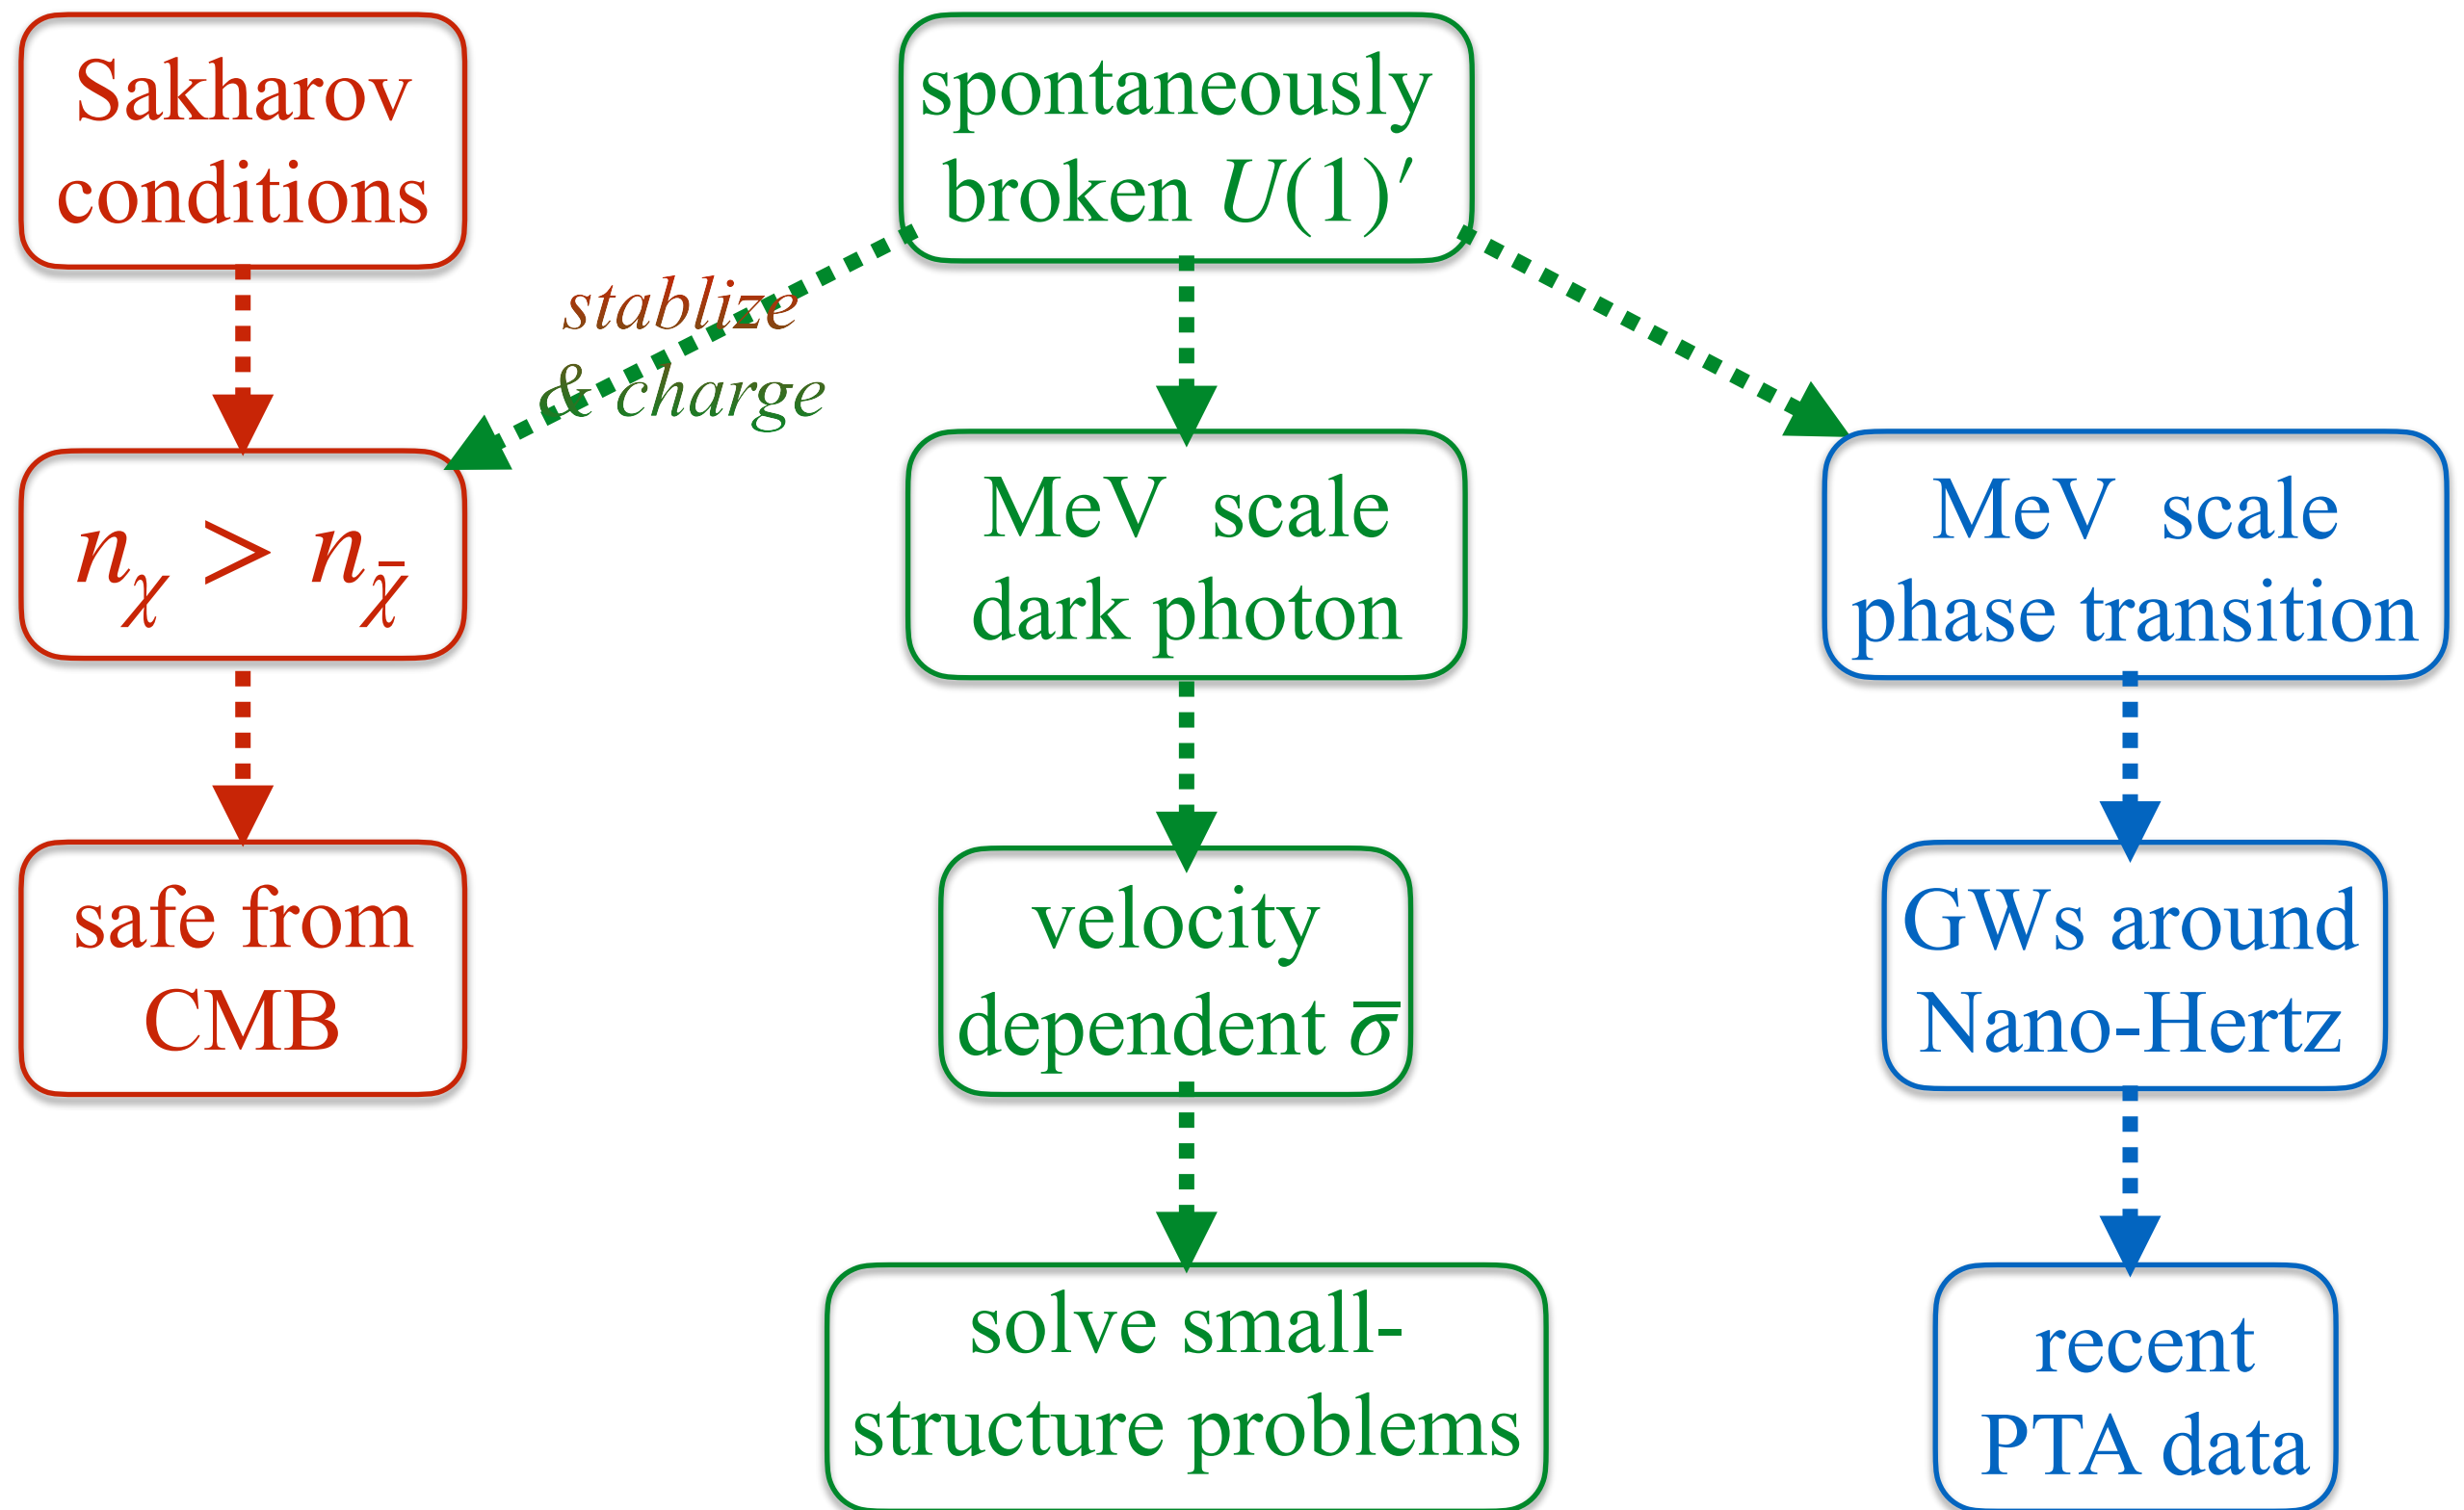 Sakharov
conditions
spontaneously
broken U(1)′
stablize
& charge
n_χ > n_χ̄
MeV scale
dark photon
MeV scale
phase transition
safe from
CMB
velocity
dependent σ̅
GWs around
Nano-Hertz
solve small-
structure problems
recent
PTA data